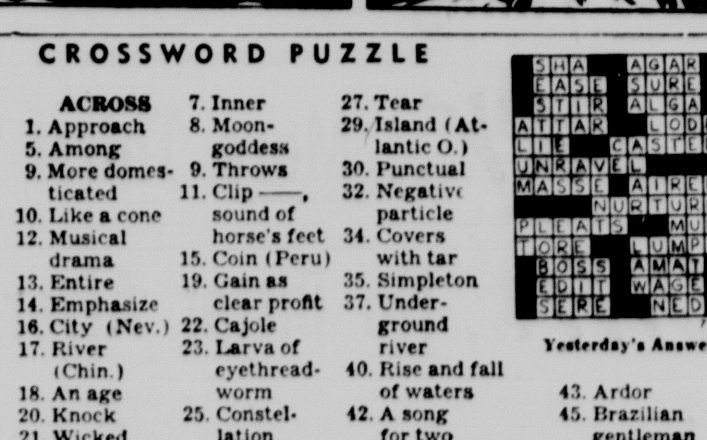 CROSSWORD PUZZLE
ACROSS
1. Approach
5. Among
9. More domes-
ticated
10. Like a cone
12. Musical
drama
13. Entire
14. Emphasize
16. City (Nev.)
17. River
(Chin.)
18. An age
20. Knock
21. Wicked
7. Inner
8. Moon-
goddess
9. Throws
11. Clip ——,
sound of
horse's feet
15. Coin (Peru)
19. Gain as
clear profit
22. Cajole
23. Larva of
eyethread-
worm
25. Constel-
lation
27. Tear
29. Island (At-
lantic O.)
30. Punctual
32. Negative
particle
34. Covers
with tar
35. Simpleton
37. Under-
ground
river
40. Rise and fall
of waters
42. A song
for two
SHA AGAR
EASE SURE
STIR ALGA
ATTAR LOD
LIE CASTE
UNRAVEL
MASSE AIRE
NURTUR
PLEATS MU
TORE LUMP
BOSS AMAT
EDIT WAGE
SERE NED
Yesterday's Answe
43. Ardor
45. Brazilian
gentleman